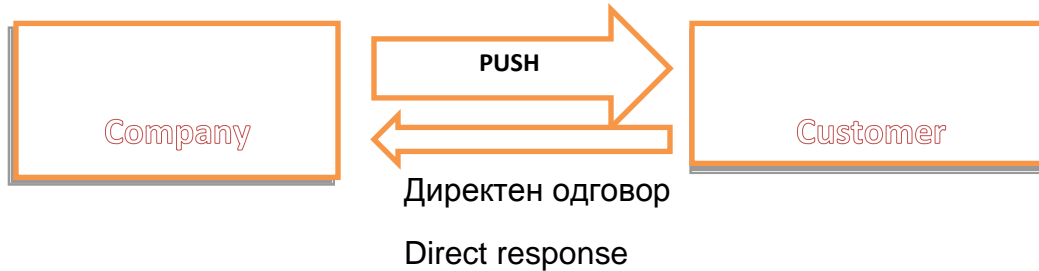 PUSH
Company
Customer
Директен одговор
Direct response